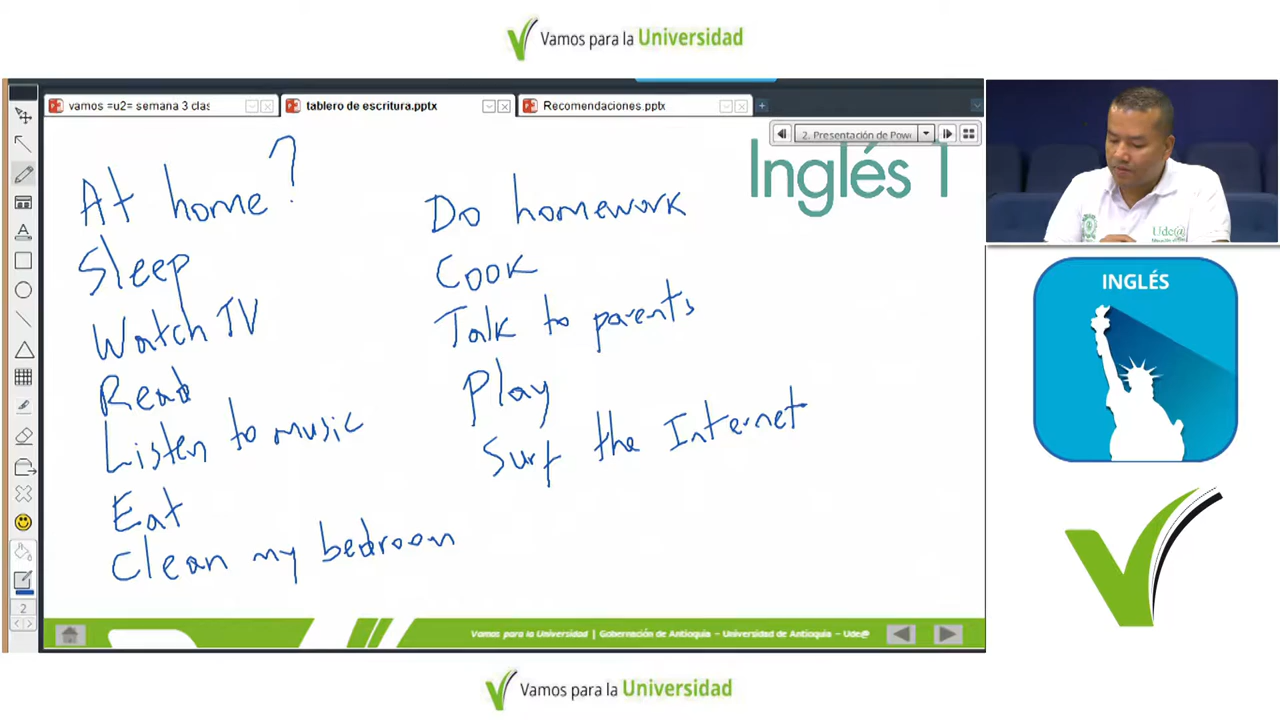 Vamos para la Universidad
vamos =u2= semana 3 clas
tablero de escritura.pptx
Recomendaciones.pptx
2. Presentación de Powe
Inglés 1
At home?
Sleep
Watch TV
Read
Listen to music
Eat
Clean my bedroom
Do homework
Cook
Talk to parents
Play
Surf the Internet
2
Vamos para la Universidad | Gobernación de Antioquia – Universidad de Antioquia – Ude@
Ude@
INGLÉS
Vamos para la Universidad